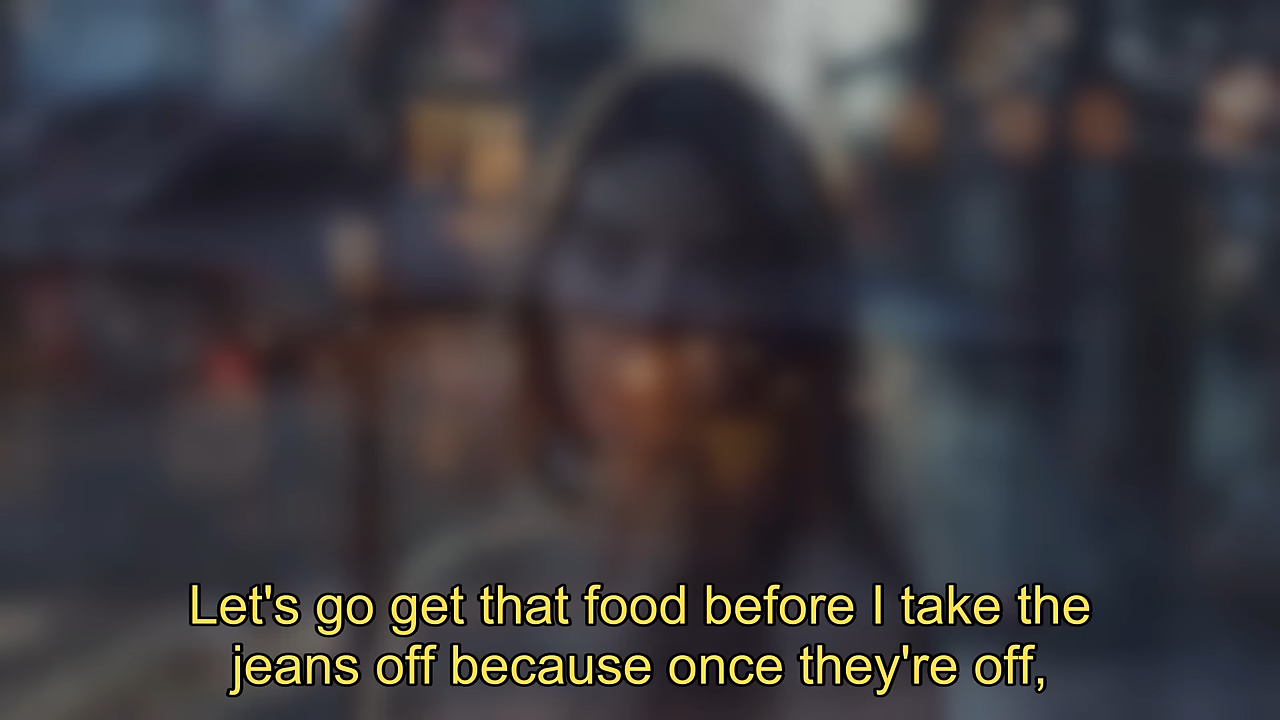 Let's go get that food before I take the
jeans off because once they're off,